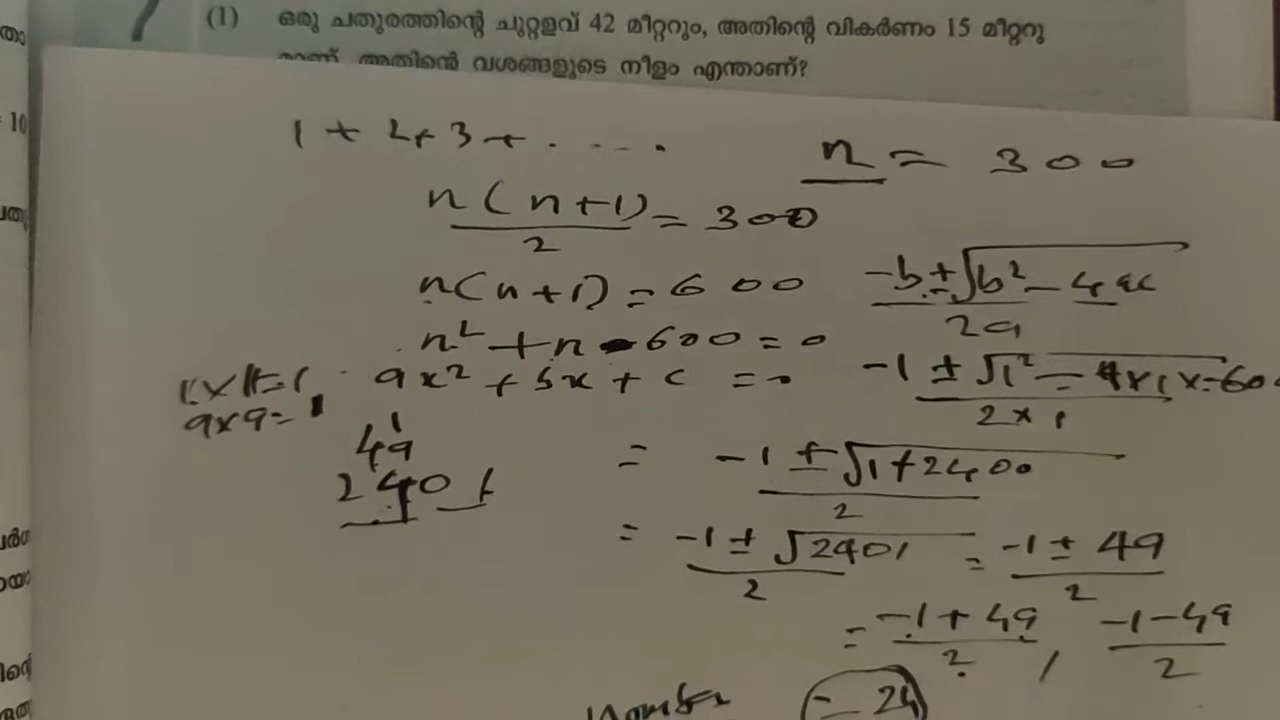 (1) ഒരു ചതുരത്തിന്റെ ചുറ്റളവ് 42 മീറ്ററും, അതിന്റെ വികർണം 15 മീറ്ററു
അതിന്റെ വശങ്ങളുടെ നീളം എന്താണ്?
10
1 + 2 + 3 + . . . . .
n = 300
n(n+1)/2 = 300
n(n+1) = 600
-b ± √b² - 4ac / 2a
n² + n - 600 = 0
1×1=1
9×9=1
ax² + bx + c = 0
-1 ± √1² - 4×1×-600 / 2×1
49
2401
= -1 ± √1+2400 / 2
= -1 ± √2401 / 2 = -1 ± 49 / 2
= -1 + 49 / 2 , -1-49 / 2
= 24